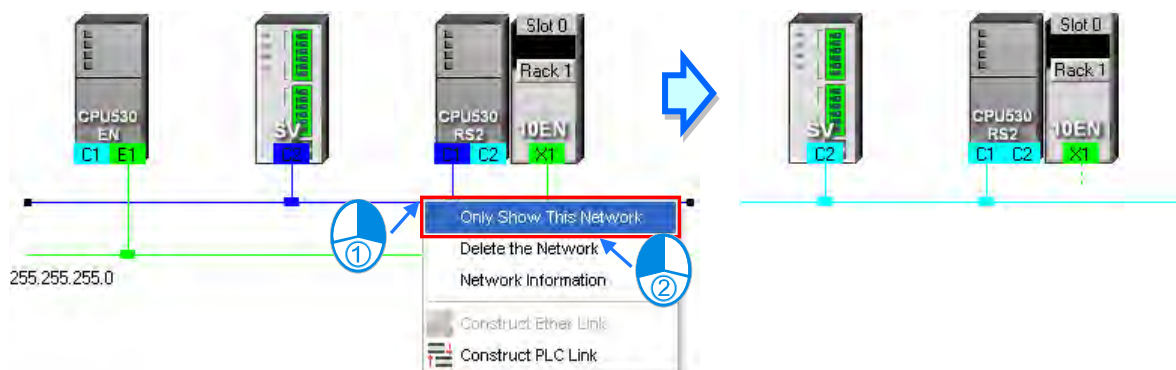 Slot 0
Rack 1
CPU530
EN
C1 E1
SV_
C2
CPU530
RS2
C1 C2
10EN
X1
Slot 0
Rack 1
SV_
C2
CPU530
RS2
C1 C2
10EN
X1
255.255.255.0
①
Only Show This Network
Delete the Network
②
Network Information
Construct Ether Link
Construct PLC Link